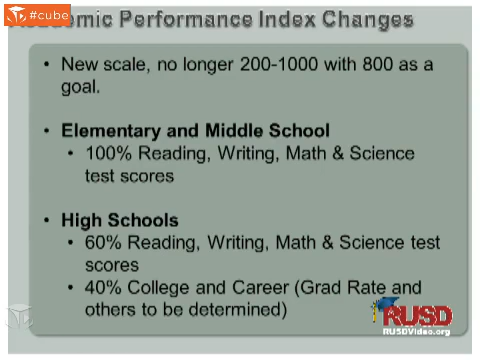 #cube
Academic Performance Index Changes
• New scale, no longer 200-1000 with 800 as a
goal.
• Elementary and Middle School
• 100% Reading, Writing, Math & Science
test scores
• High Schools
• 60% Reading, Writing, Math & Science test
scores
• 40% College and Career (Grad Rate and
others to be determined)
RUSD
RUSDVideo.org